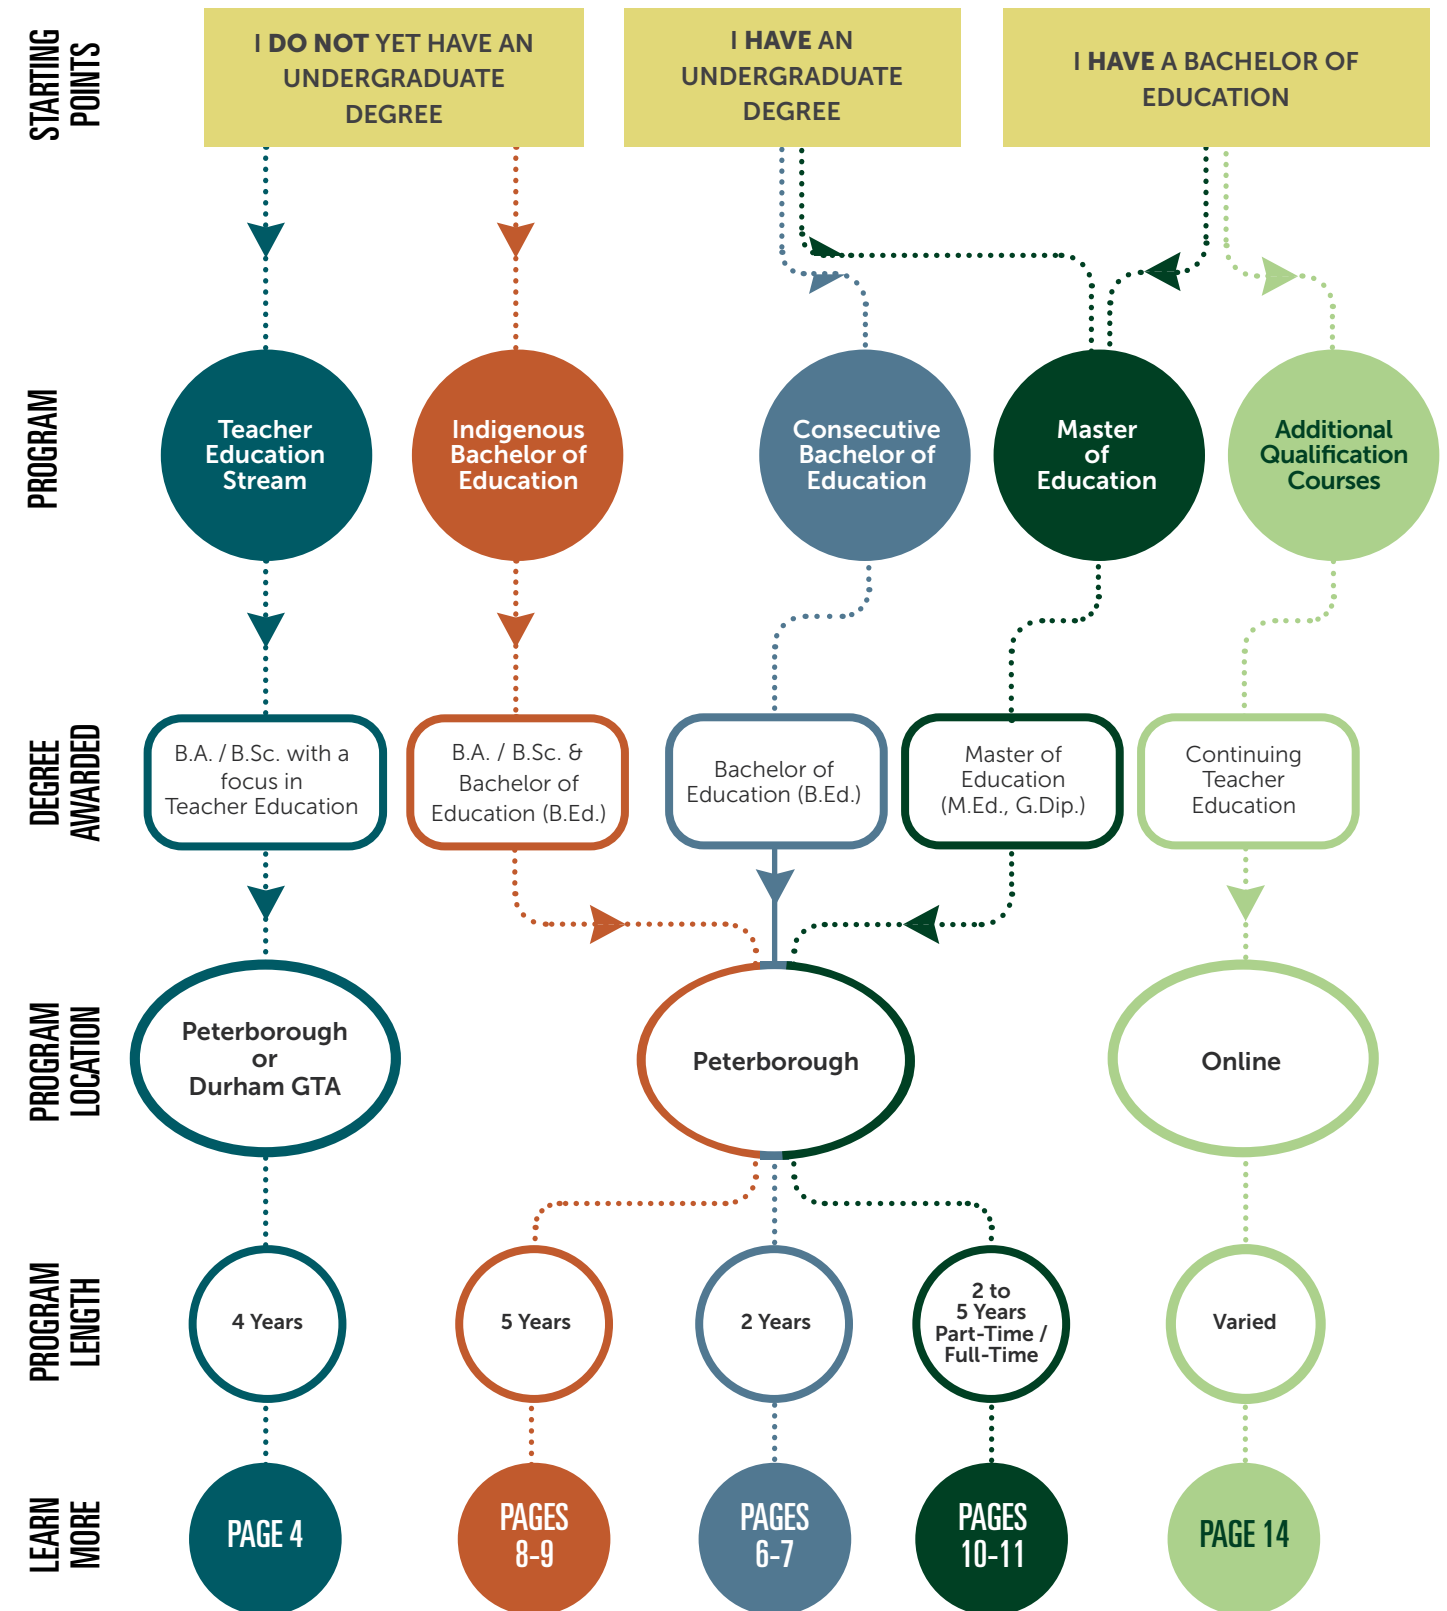 STARTING
POINTS
I DO NOT YET HAVE AN
UNDERGRADUATE
DEGREE
I HAVE AN
UNDERGRADUATE
DEGREE
I HAVE A BACHELOR OF
EDUCATION
PROGRAM
Teacher
Education
Stream
Indigenous
Bachelor of
Education
Consecutive
Bachelor of
Education
Master
of
Education
Additional
Qualification
Courses
DEGREE
AWARDED
B.A. / B.Sc. with a
focus in
Teacher Education
B.A. / B.Sc. &
Bachelor of
Education (B.Ed.)
Bachelor of
Education (B.Ed.)
Master of
Education
(M.Ed., G.Dip.)
Continuing
Teacher
Education
PROGRAM
LOCATION
Peterborough
or
Durham GTA
Peterborough
Online
PROGRAM
LENGTH
4 Years
5 Years
2 Years
2 to
5 Years
Part-Time /
Full-Time
Varied
LEARN
MORE
PAGE 4
PAGES
8-9
PAGES
6-7
PAGES
10-11
PAGE 14